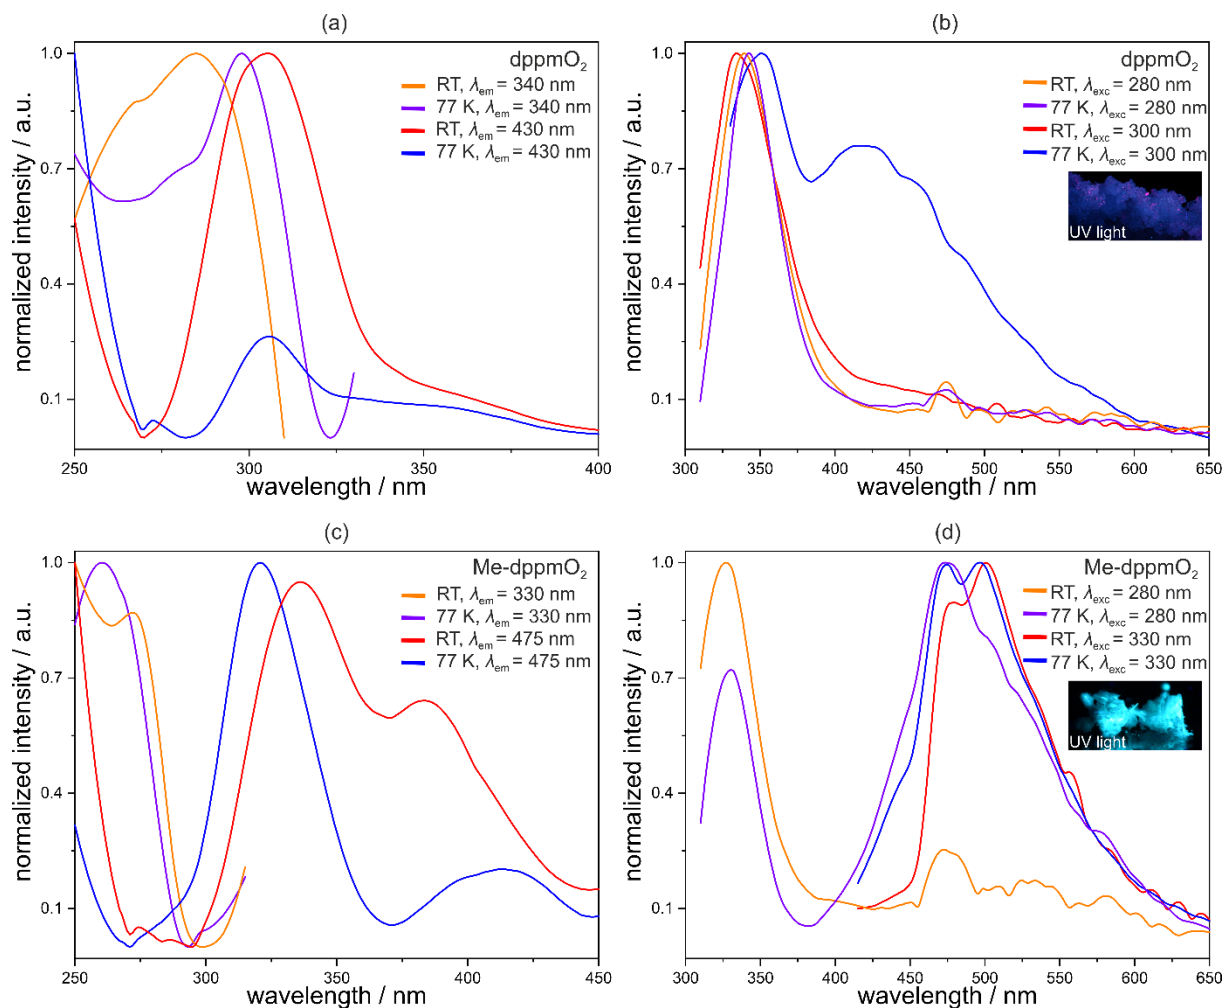 (a)
normalized intensity / a.u.
1.0
0.7
0.4
0.1
dppmO₂
RT, λem = 340 nm
77 K, λem = 340 nm
RT, λem = 430 nm
77 K, λem = 430 nm
250 300 350 400
wavelength / nm
(b)
normalized intensity / a.u.
1.0
0.7
0.4
0.1
dppmO₂
RT, λexc = 280 nm
77 K, λexc = 280 nm
RT, λexc = 300 nm
77 K, λexc = 300 nm
UV light
300 350 400 450 500 550 600 650
wavelength / nm
(c)
normalized intensity / a.u.
1.0
0.7
0.4
0.1
Me-dppmO₂
RT, λem = 330 nm
77 K, λem = 330 nm
RT, λem = 475 nm
77 K, λem = 475 nm
250 300 350 400 450
wavelength / nm
(d)
normalized intensity / a.u.
1.0
0.7
0.4
0.1
Me-dppmO₂
RT, λexc = 280 nm
77 K, λexc = 280 nm
RT, λexc = 330 nm
77 K, λexc = 330 nm
UV light
300 350 400 450 500 550 600 650
wavelength / nm